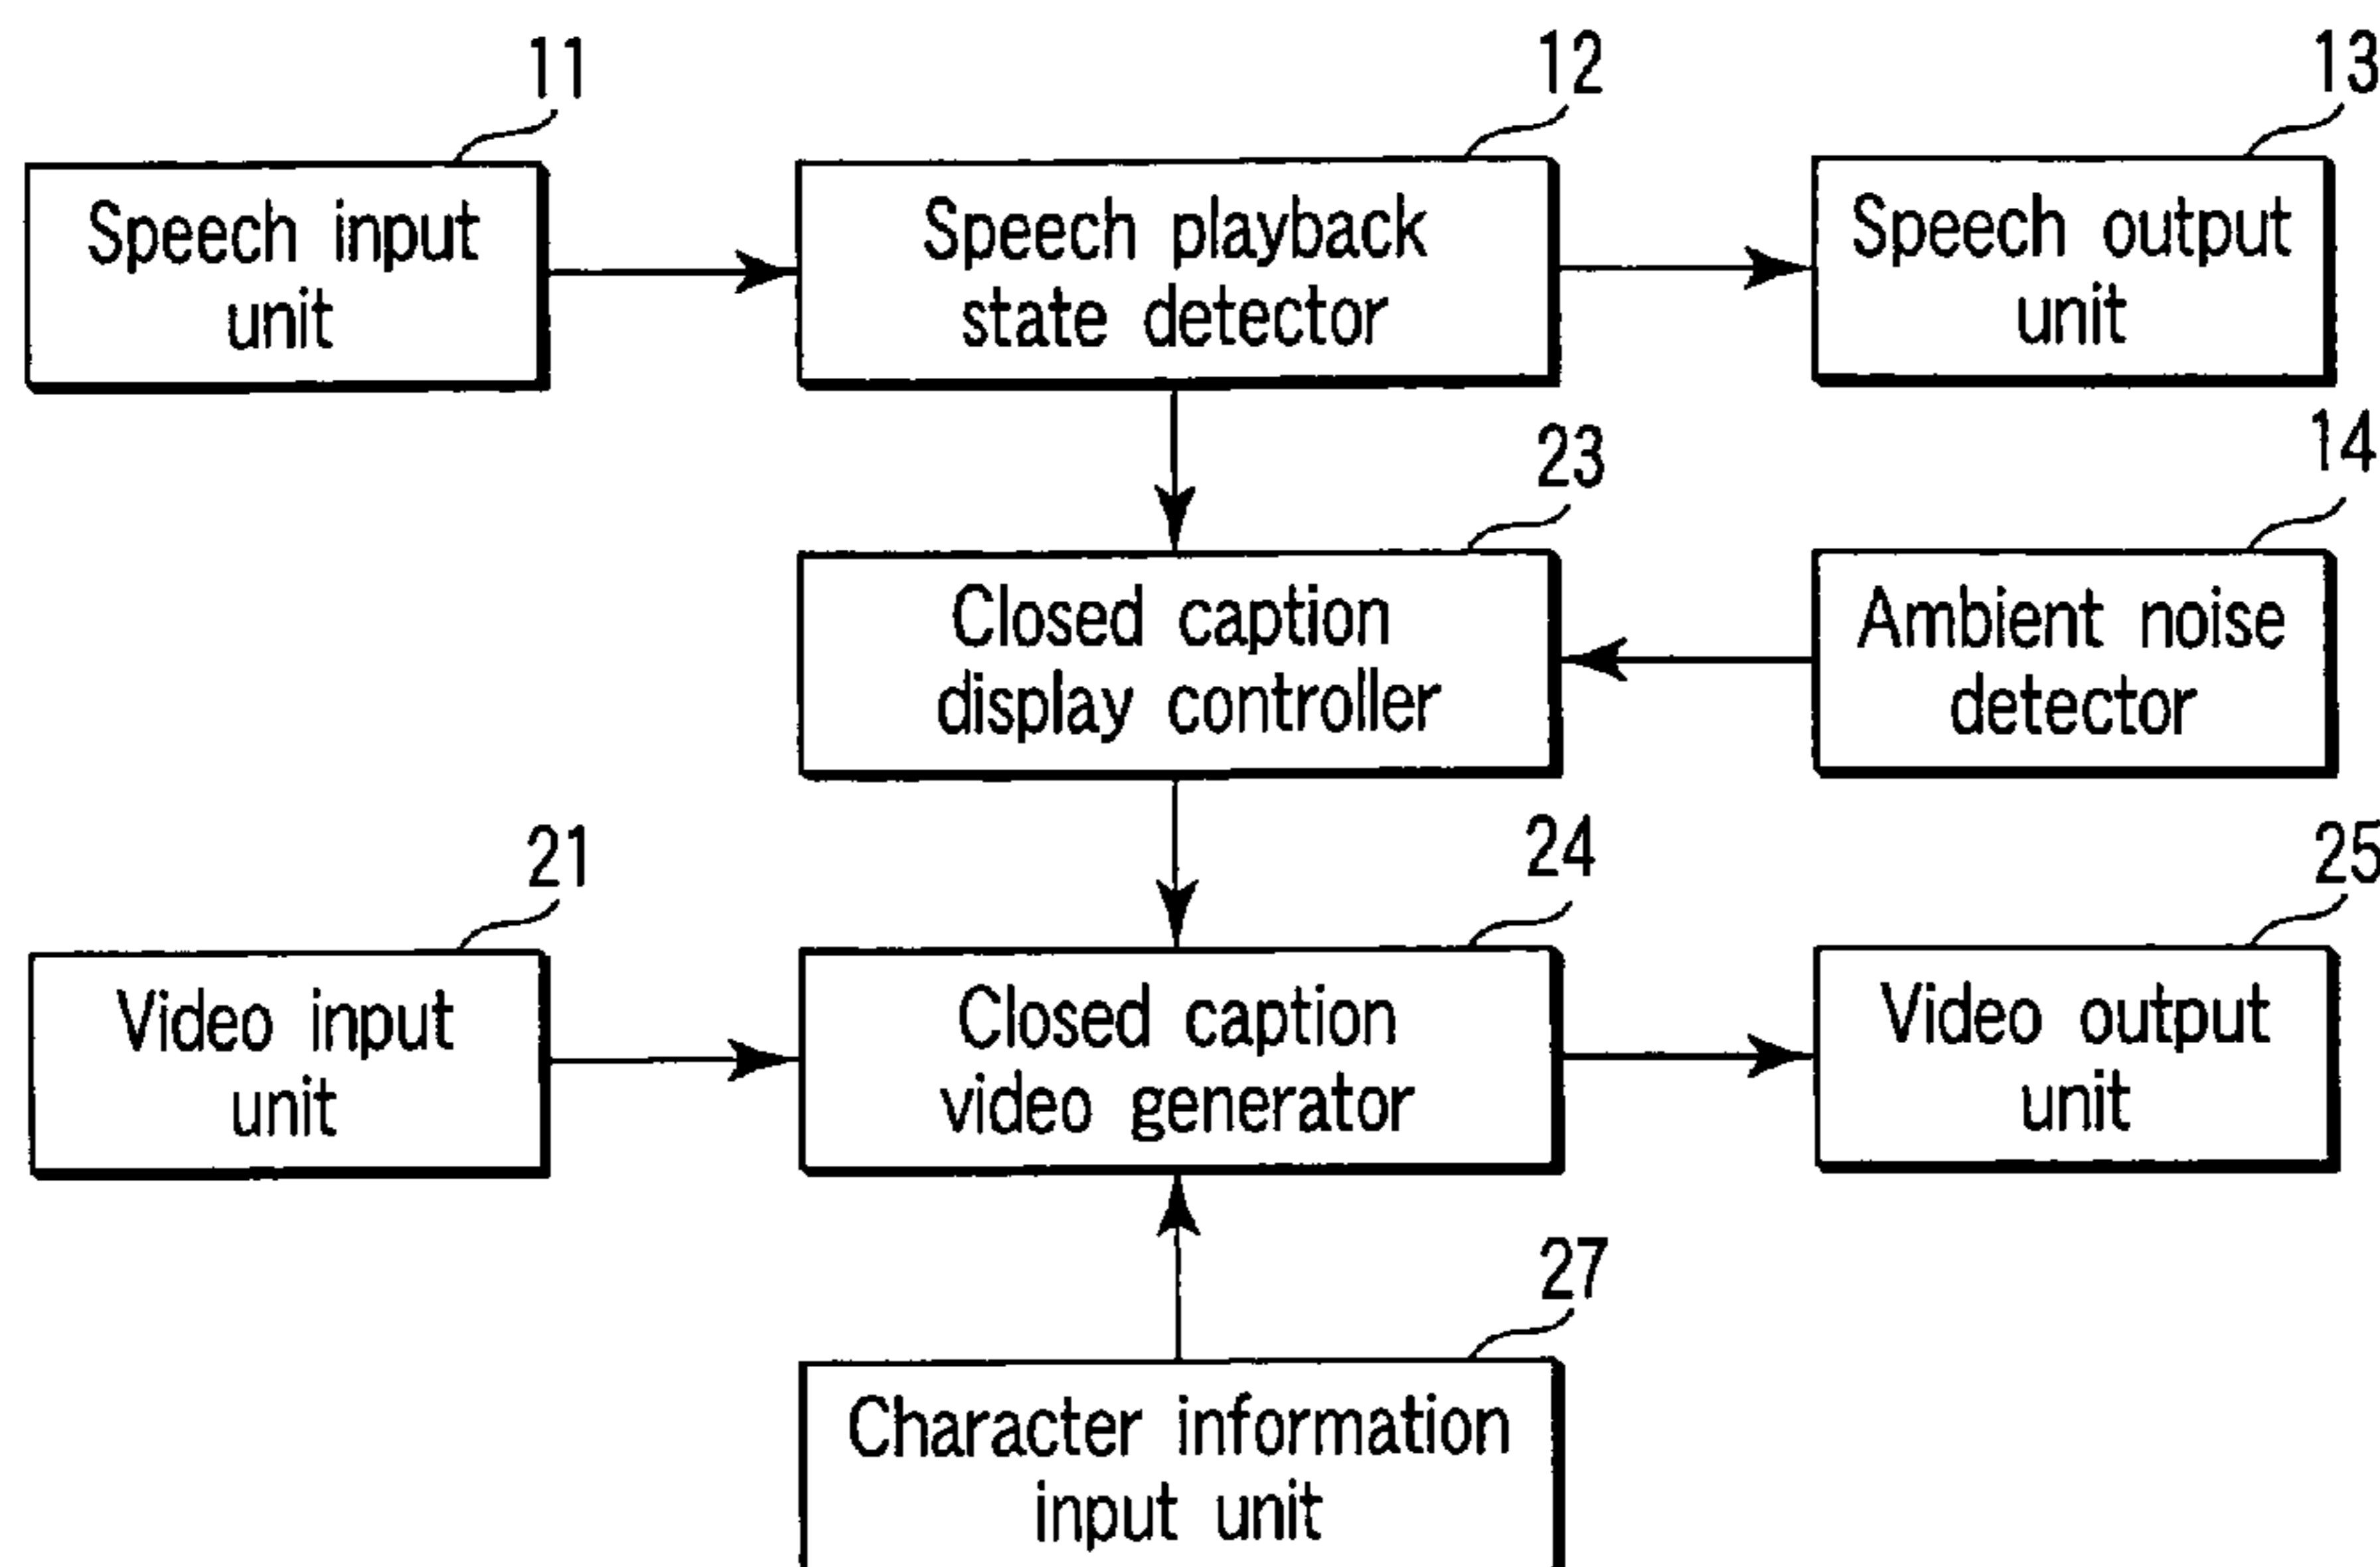 11
12
13
Speech input
unit
Speech playback
state detector
Speech output
unit
23
14
Closed caption
display controller
Ambient noise
detector
21
24
25
Video input
unit
Closed caption
video generator
Video output
unit
27
Character information
input unit